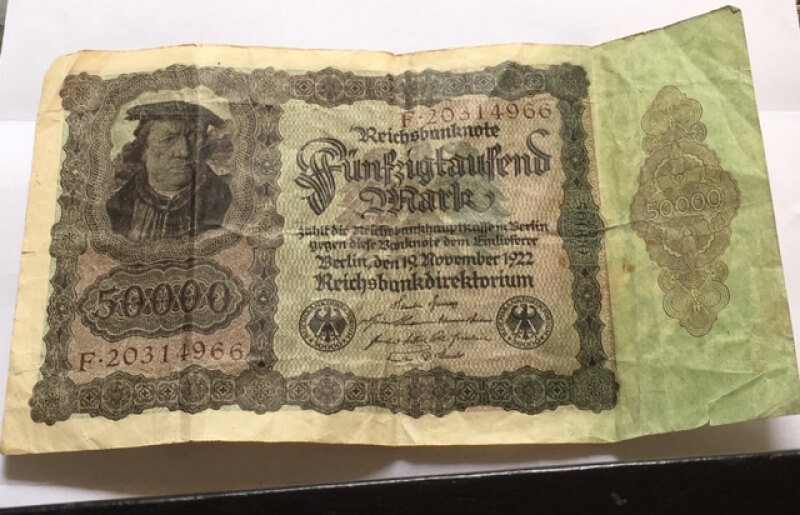 F·20314966
Reichsbanknote
Fünfzigtausend
Mark
zahlt die Reichsbankhauptkasse in Berlin
gegen diese Banknote dem Einlieferer
Berlin, den 19. November 1922
Reichsbankdirektorium
50000
F·20314966
50000